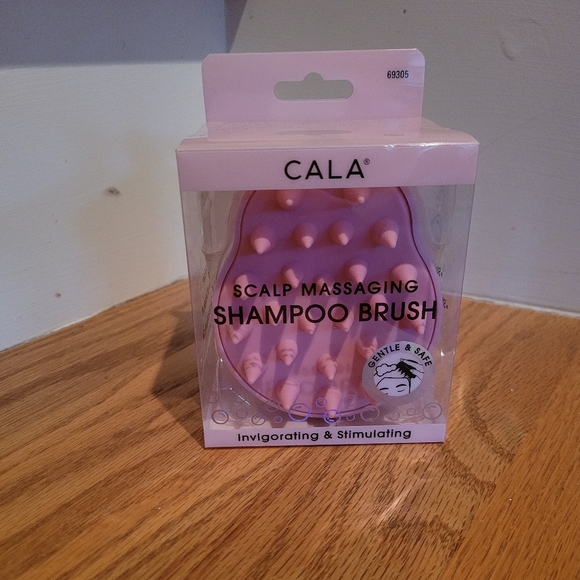 69305
CALA®
SCALP MASSAGING
SHAMPOO BRUSH
GENTLE & SAFE
Invigorating & Stimulating